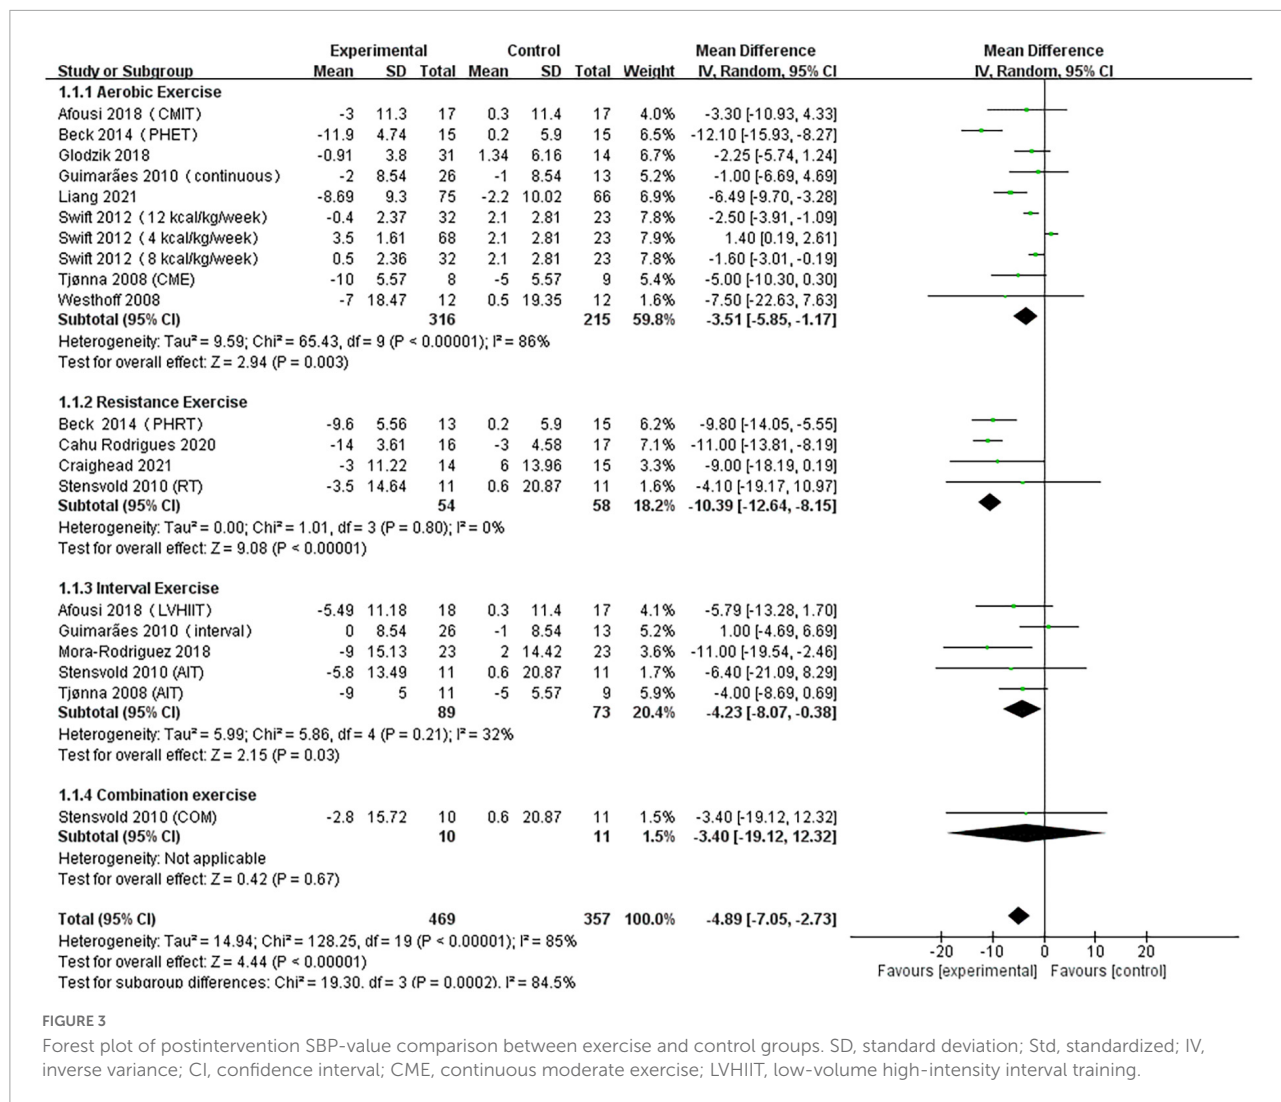 Experimental Control Mean Difference Mean Difference
Study or Subgroup Mean SD Total Mean SD Total Weight IV, Random, 95% CI IV, Random, 95% CI
1.1.1 Aerobic Exercise
Afousi 2018 (CMIT) -3 11.3 17 0.3 11.4 17 4.0% -3.30 [-10.93, 4.33]
Beck 2014 (PHET) -11.9 4.74 15 0.2 5.9 15 6.5% -12.10 [-15.93, -8.27]
Glodzik 2018 -0.91 3.8 31 1.34 6.16 14 6.7% -2.25 [-5.74, 1.24]
Guimarães 2010 (continuous) -2 8.54 26 -1 8.54 13 5.2% -1.00 [-6.69, 4.69]
Liang 2021 -8.69 9.3 75 -2.2 10.02 66 6.9% -6.49 [-9.70, -3.28]
Swift 2012 (12 kcal/kg/week) -0.4 2.37 32 2.1 2.81 23 7.8% -2.50 [-3.91, -1.09]
Swift 2012 (4 kcal/kg/week) 3.5 1.61 68 2.1 2.81 23 7.9% 1.40 [0.19, 2.61]
Swift 2012 (8 kcal/kg/week) 0.5 2.36 32 2.1 2.81 23 7.8% -1.60 [-3.01, -0.19]
Tjønna 2008 (CME) -10 5.57 8 -5 5.57 9 5.4% -5.00 [-10.30, 0.30]
Westhoff 2008 -7 18.47 12 0.5 19.35 12 1.6% -7.50 [-22.63, 7.63]
Subtotal (95% CI) 316 215 59.8% -3.51 [-5.85, -1.17]
Heterogeneity: Tau² = 9.59; Chi² = 65.43, df = 9 (P < 0.00001); I² = 86%
Test for overall effect: Z = 2.94 (P = 0.003)
1.1.2 Resistance Exercise
Beck 2014 (PHRT) -9.6 5.56 13 0.2 5.9 15 6.2% -9.80 [-14.05, -5.55]
Cahu Rodrigues 2020 -14 3.61 16 -3 4.58 17 7.1% -11.00 [-13.81, -8.19]
Craighead 2021 -3 11.22 14 6 13.96 15 3.3% -9.00 [-18.19, 0.19]
Stensvold 2010 (RT) -3.5 14.64 11 0.6 20.87 11 1.6% -4.10 [-19.17, 10.97]
Subtotal (95% CI) 54 58 18.2% -10.39 [-12.64, -8.15]
Heterogeneity: Tau² = 0.00; Chi² = 1.01, df = 3 (P = 0.80); I² = 0%
Test for overall effect: Z = 9.08 (P < 0.00001)
1.1.3 Interval Exercise
Afousi 2018 (LVHIIT) -5.49 11.18 18 0.3 11.4 17 4.1% -5.79 [-13.28, 1.70]
Guimarães 2010 (interval) 0 8.54 26 -1 8.54 13 5.2% 1.00 [-4.69, 6.69]
Mora-Rodriguez 2018 -9 15.13 23 2 14.42 23 3.6% -11.00 [-19.54, -2.46]
Stensvold 2010 (AIT) -5.8 13.49 11 0.6 20.87 11 1.7% -6.40 [-21.09, 8.29]
Tjønna 2008 (AIT) -9 5 11 -5 5.57 9 5.9% -4.00 [-8.69, 0.69]
Subtotal (95% CI) 89 73 20.4% -4.23 [-8.07, -0.38]
Heterogeneity: Tau² = 5.99; Chi² = 5.86, df = 4 (P = 0.21); I² = 32%
Test for overall effect: Z = 2.15 (P = 0.03)
1.1.4 Combination exercise
Stensvold 2010 (COM) -2.8 15.72 10 0.6 20.87 11 1.5% -3.40 [-19.12, 12.32]
Subtotal (95% CI) 10 11 1.5% -3.40 [-19.12, 12.32]
Heterogeneity: Not applicable
Test for overall effect: Z = 0.42 (P = 0.67)
Total (95% CI) 469 357 100.0% -4.89 [-7.05, -2.73]
Heterogeneity: Tau² = 14.94; Chi² = 128.25, df = 19 (P < 0.00001); I² = 85%
Test for overall effect: Z = 4.44 (P < 0.00001)
Test for subgroup differences: Chi² = 19.30, df = 3 (P = 0.0002), I² = 84.5%
-20 -10 0 10 20
Favours [experimental] Favours [control]
FIGURE 3
Forest plot of postintervention SBP-value comparison between exercise and control groups. SD, standard deviation; Std, standardized; IV,
inverse variance; CI, confidence interval; CME, continuous moderate exercise; LVHIIT, low-volume high-intensity interval training.